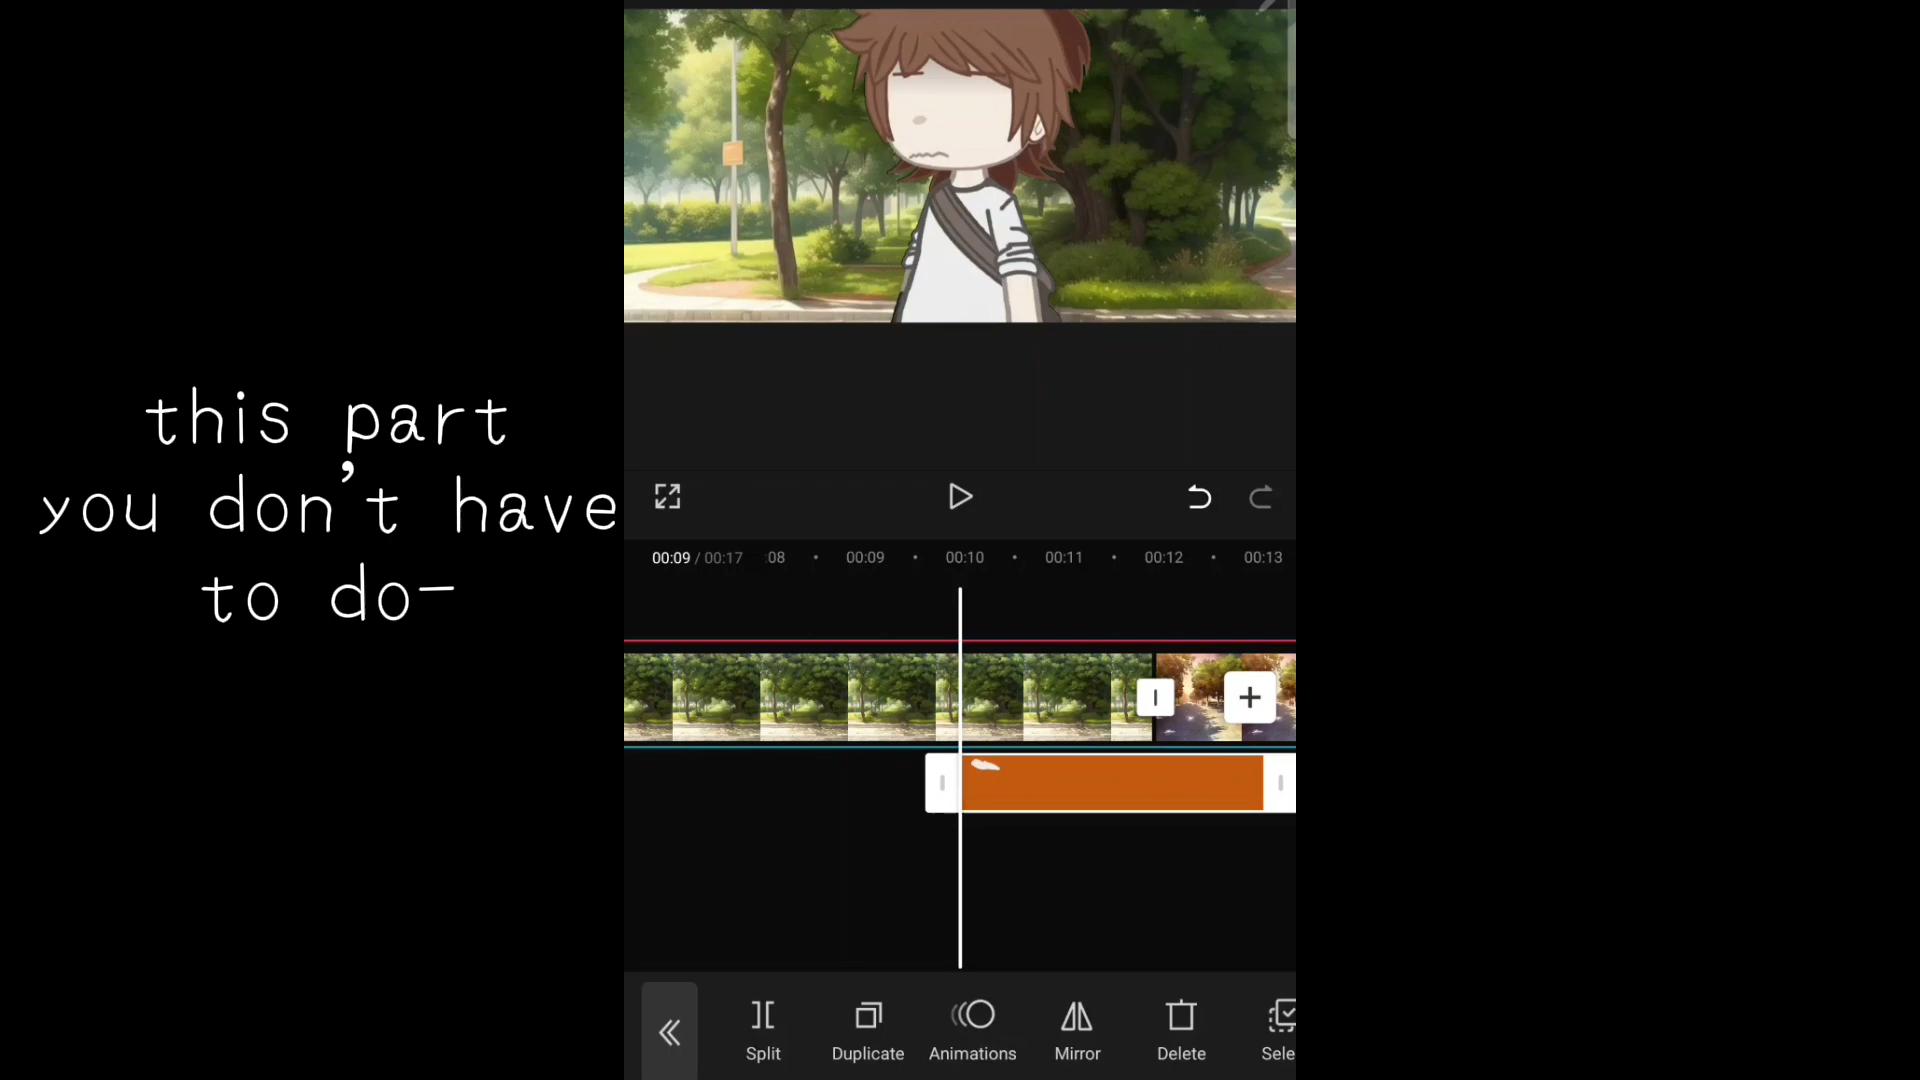 this part
you don't have
to do-
00:09 / 00:17 :08 00:09 00:10 00:11 00:12 00:13
Split Duplicate Animations Mirror Delete Sele